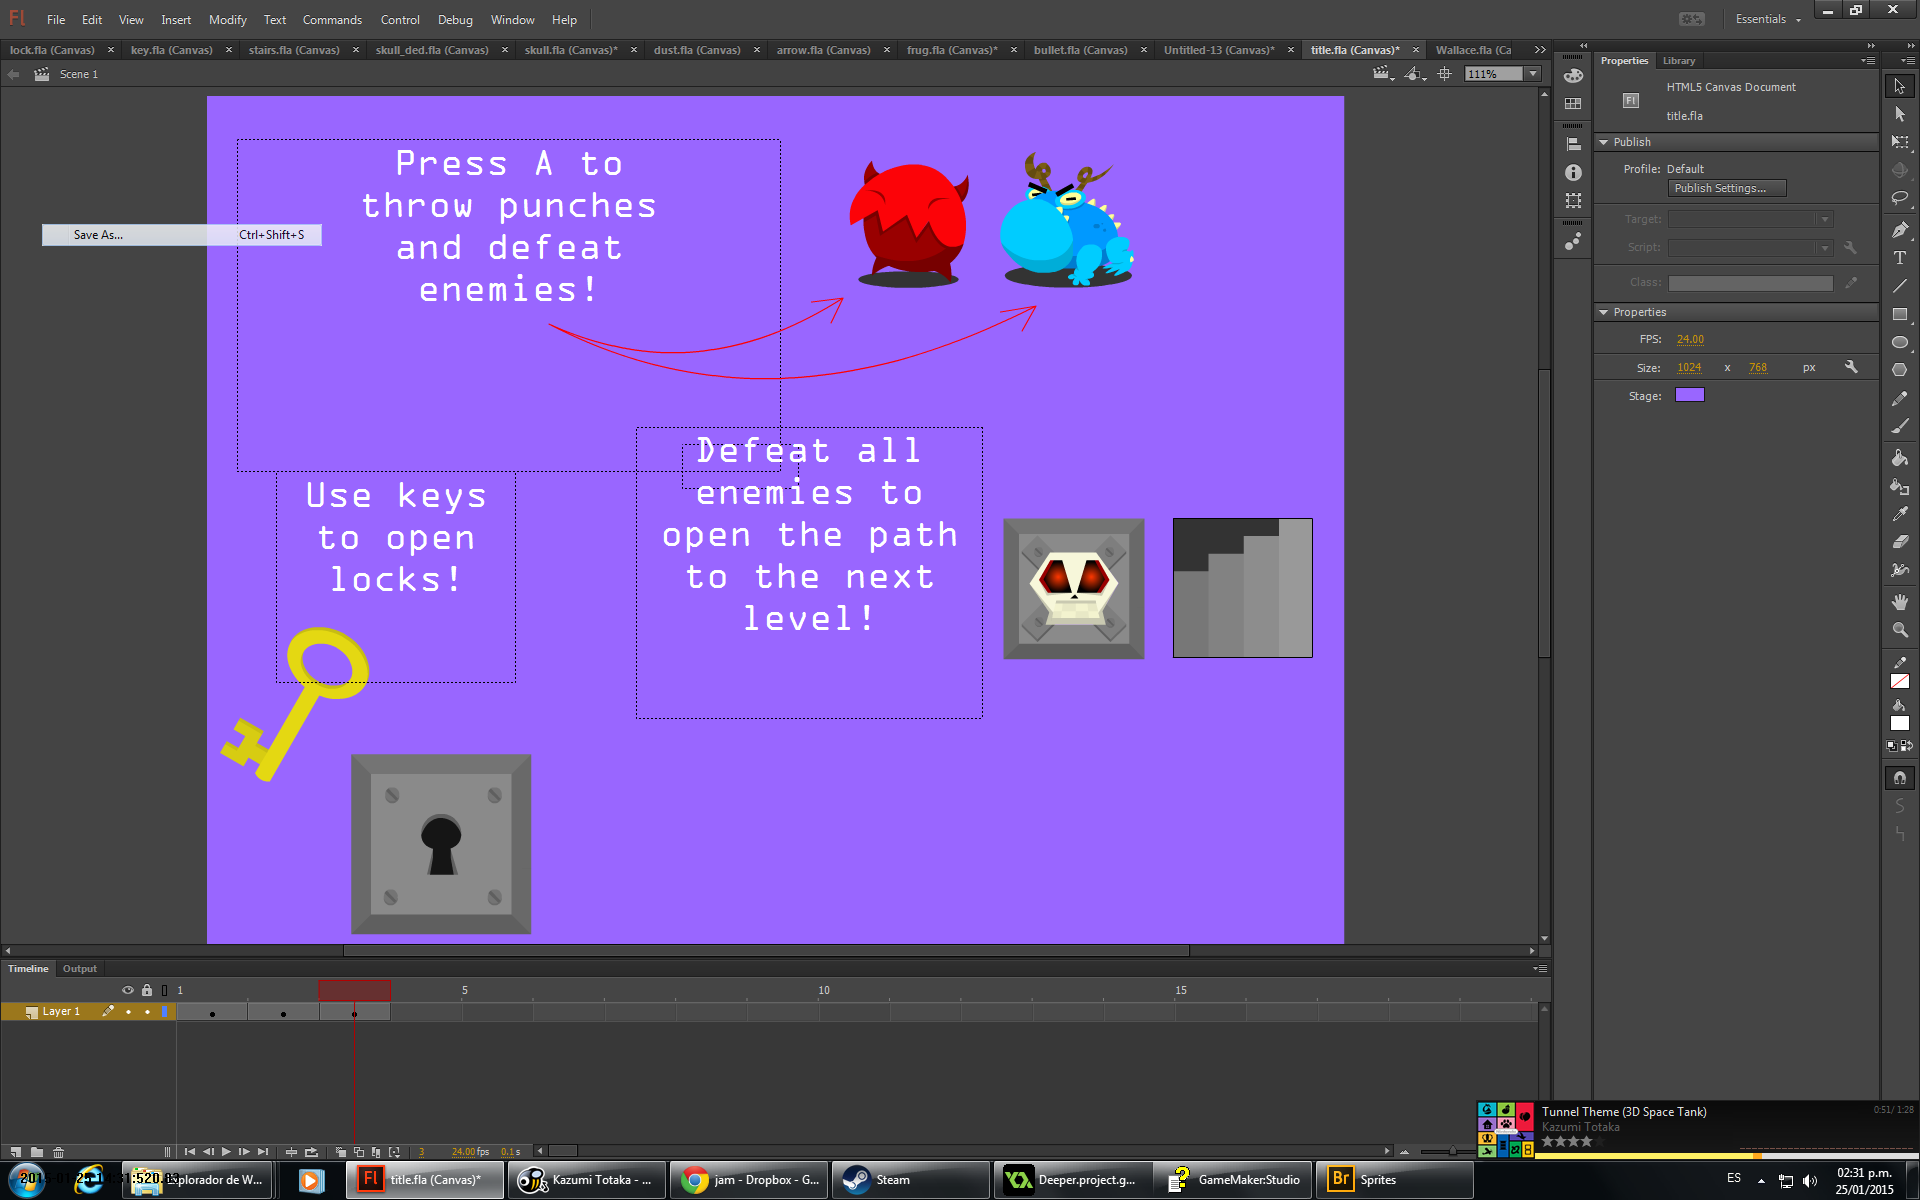 Fl File Edit View Insert Modify Text Commands Control Debug Window Help Essentials
lock.fla (Canvas) × key.fla (Canvas) × stairs.fla (Canvas) × skull_ded.fla (Canvas) × skull.fla (Canvas)* × dust.fla (Canvas) × arrow.fla (Canvas) × frug.fla (Canvas)* × bullet.fla (Canvas) × Untitled-13 (Canvas)* × title.fla (Canvas)* × Wallace.fla (Ca
Scene 1 111%
Press A to
throw punches
and defeat
enemies!
Save As... Ctrl+Shift+S
Use keys
to open
locks!
Defeat all
enemies to
open the path
to the next
level!
Properties Library
HTML5 Canvas Document
Fl
title.fla
Publish
Profile: Default
Publish Settings...
Target:
Script:
Class:
Properties
FPS: 24.00
Size: 1024 x 768 px
Stage:
Timeline Output
1 5 10 15
Layer 1
3 24.00 fps 0.1 s
Tunnel Theme (3D Space Tank) 0:51/ 1:28
Kazumi Totaka
Explorador de W...
Fl title.fla (Canvas)*
Kazumi Totaka - ...
jam - Dropbox - G...
Steam
Deeper.project.g...
GameMaker:Studio
Br Sprites
ES
02:31 p.m.
25/01/2015